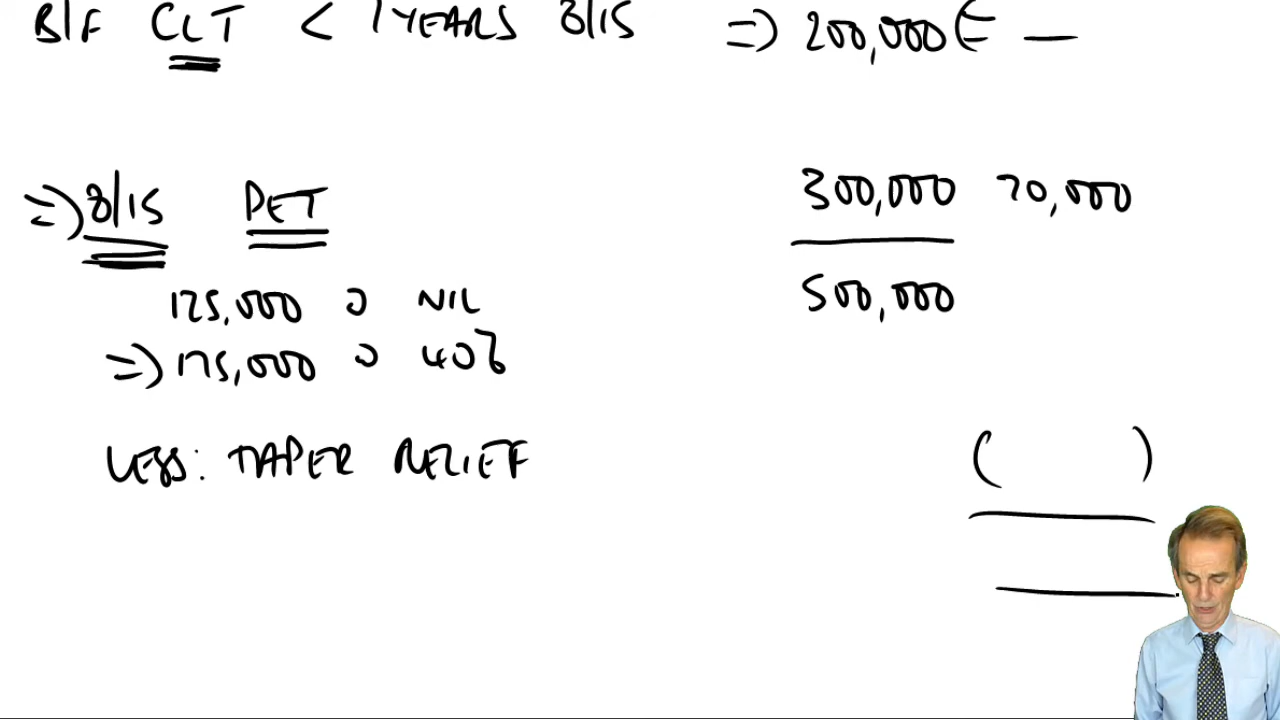 B/F CLT < 7 YEARS 8/15 => 200,000 (= —
=> 8/15 PET 300,000 70,000
125,000 @ NIL 500,000
=> 175,000 @ 40%
LESS: TAPER RELIEF ( )